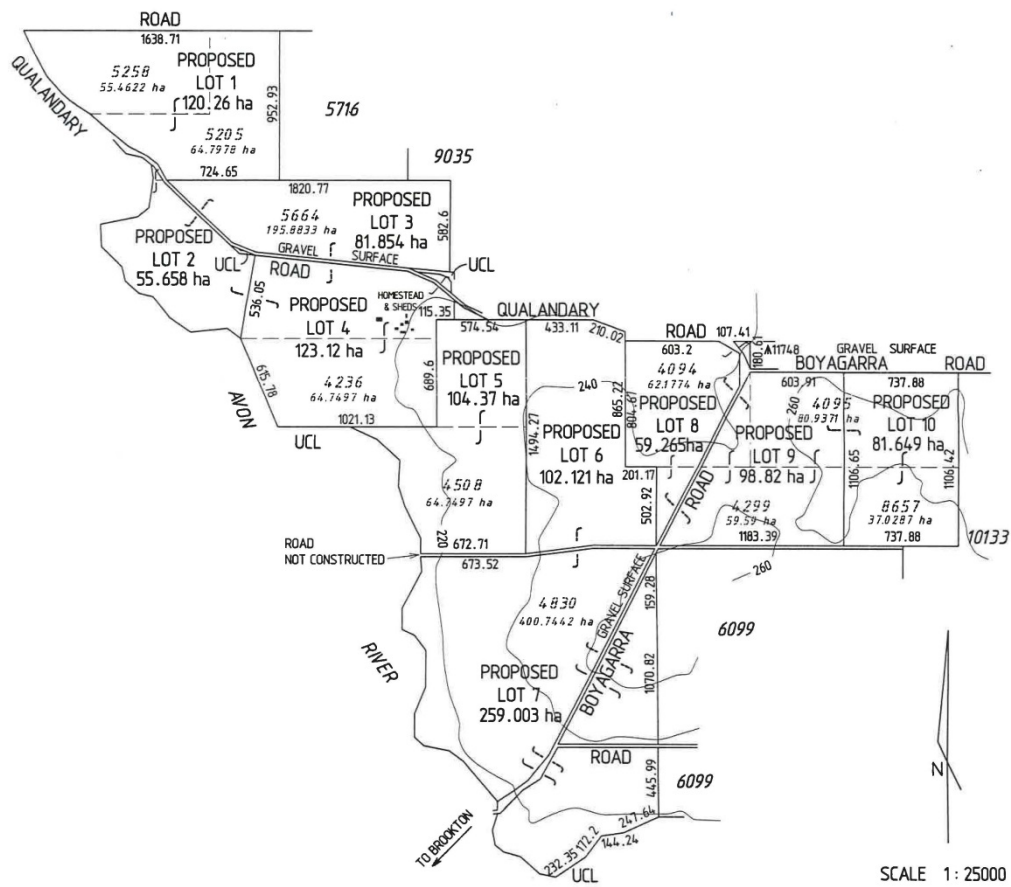 ROAD
1638.71
QUALANDARY
5258
55.4622 ha
PROPOSED
LOT 1
120.26 ha
952.93
5716
5205
64.7978 ha
724.65
9035
1820.77
5664
195.8833 ha
PROPOSED
LOT 3
81.854 ha
582.6
PROPOSED
LOT 2
55.658 ha
UCL
GRAVEL SURFACE
ROAD
UCL
536.05
PROPOSED
LOT 4
123.12 ha
HOMESTEAD
& SHEDS
115.35
QUALANDARY
574.54
433.11
210.02
ROAD
603.2
107.41
180.61
A11748
GRAVEL SURFACE
BOYAGARRA ROAD
603.91
737.88
615.78
AVON
4236
64.7497 ha
1021.13
UCL
689.6
PROPOSED
LOT 5
104.37 ha
240
865.22
804.67
4094
62.1774 ha
PROPOSED
LOT 8
59.265 ha
260
4095
80.9371 ha
PROPOSED
LOT 10
81.649 ha
PROPOSED
LOT 9
98.82 ha
1494.27
PROPOSED
LOT 6
102.121 ha
201.17
502.92
ROAD
1106.65
1106.42
4508
64.7497 ha
220
4299
59.59 ha
1183.39
8657
37.0287 ha
737.88
10133
ROAD
NOT CONSTRUCTED
672.71
673.52
260
159.28
GRAVEL SURFACE
4830
400.7442 ha
6099
RIVER
BOYAGARRA
1070.82
PROPOSED
LOT 7
259.003 ha
ROAD
445.99
6099
N
TO BROOKTON
232.35
172.2
144.24
247.64
UCL
SCALE 1 : 25000